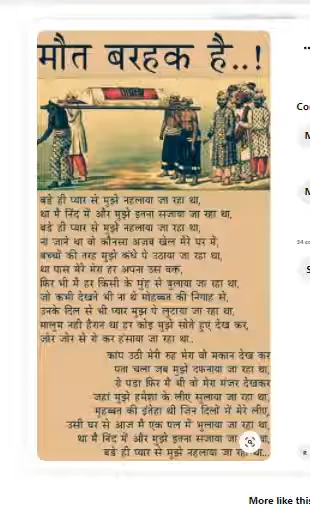 मौत बरहक है..!
बडे ही प्यार से मुझे नहलाया जा रहा था,
था मै निंद में और मुझे इतना सजाया जा रहा था,
बडे ही प्यार से मुझे नहलाया जा रहा था,
ना जाने था वो कौनसा अजब खेल मेरे घर में,
बच्चों की तरह मुझे कंधे पे उठाया जा रहा था,
था पास मेरे मेरा हर अपना उस वक्त,
फिर भी मै हर किसी के मुंह से बुलाया जा रहा था,
जो कभी देखते भी ना थे मोहब्बत की निगाह से,
उनके दिल से भी प्यार मुझ पे लुटाया जा रहा था,
मालुम नही हैरान था हर कोई मुझे सोते हुए देख कर,
जोर जोर से रो कर हंसाया जा रहा था..
कांप उठी मेरी रुह मेरा वो मकान देख कर
पता चला जब मुझे दफनाया जा रहा था,
रो पडा फिर मै भी वो मेरा मंजर देखकर
जहां मुझे हमेशा के लीए सुलाया जा रहा था,
मुहब्बत की इंतेहा थी जिन दिलों में मेरे लीए,
उसी घर से आज मै एक पल में भुलाया जा रहा था,
था मै निंद में और मुझे इतना सजाया जा था,
बडे ही प्यार से मुझे नहलाया जा था...
Co
More like this